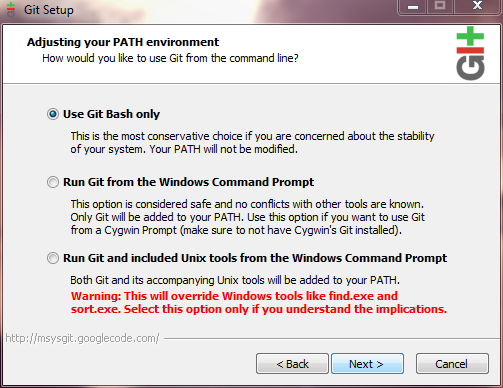 Git Setup
Adjusting your PATH environment
How would you like to use Git from the command line?
Use Git Bash only
This is the most conservative choice if you are concerned about the stability
of your system. Your PATH will not be modified.
Run Git from the Windows Command Prompt
This option is considered safe and no conflicts with other tools are known.
Only Git will be added to your PATH. Use this option if you want to use Git
from a Cygwin Prompt (make sure to not have Cygwin's Git installed).
Run Git and included Unix tools from the Windows Command Prompt
Both Git and its accompanying Unix tools will be added to your PATH.
Warning: This will override Windows tools like find.exe and
sort.exe. Select this option only if you understand the implications.
http://msysgit.googlecode.com/
< Back
Next >
Cancel